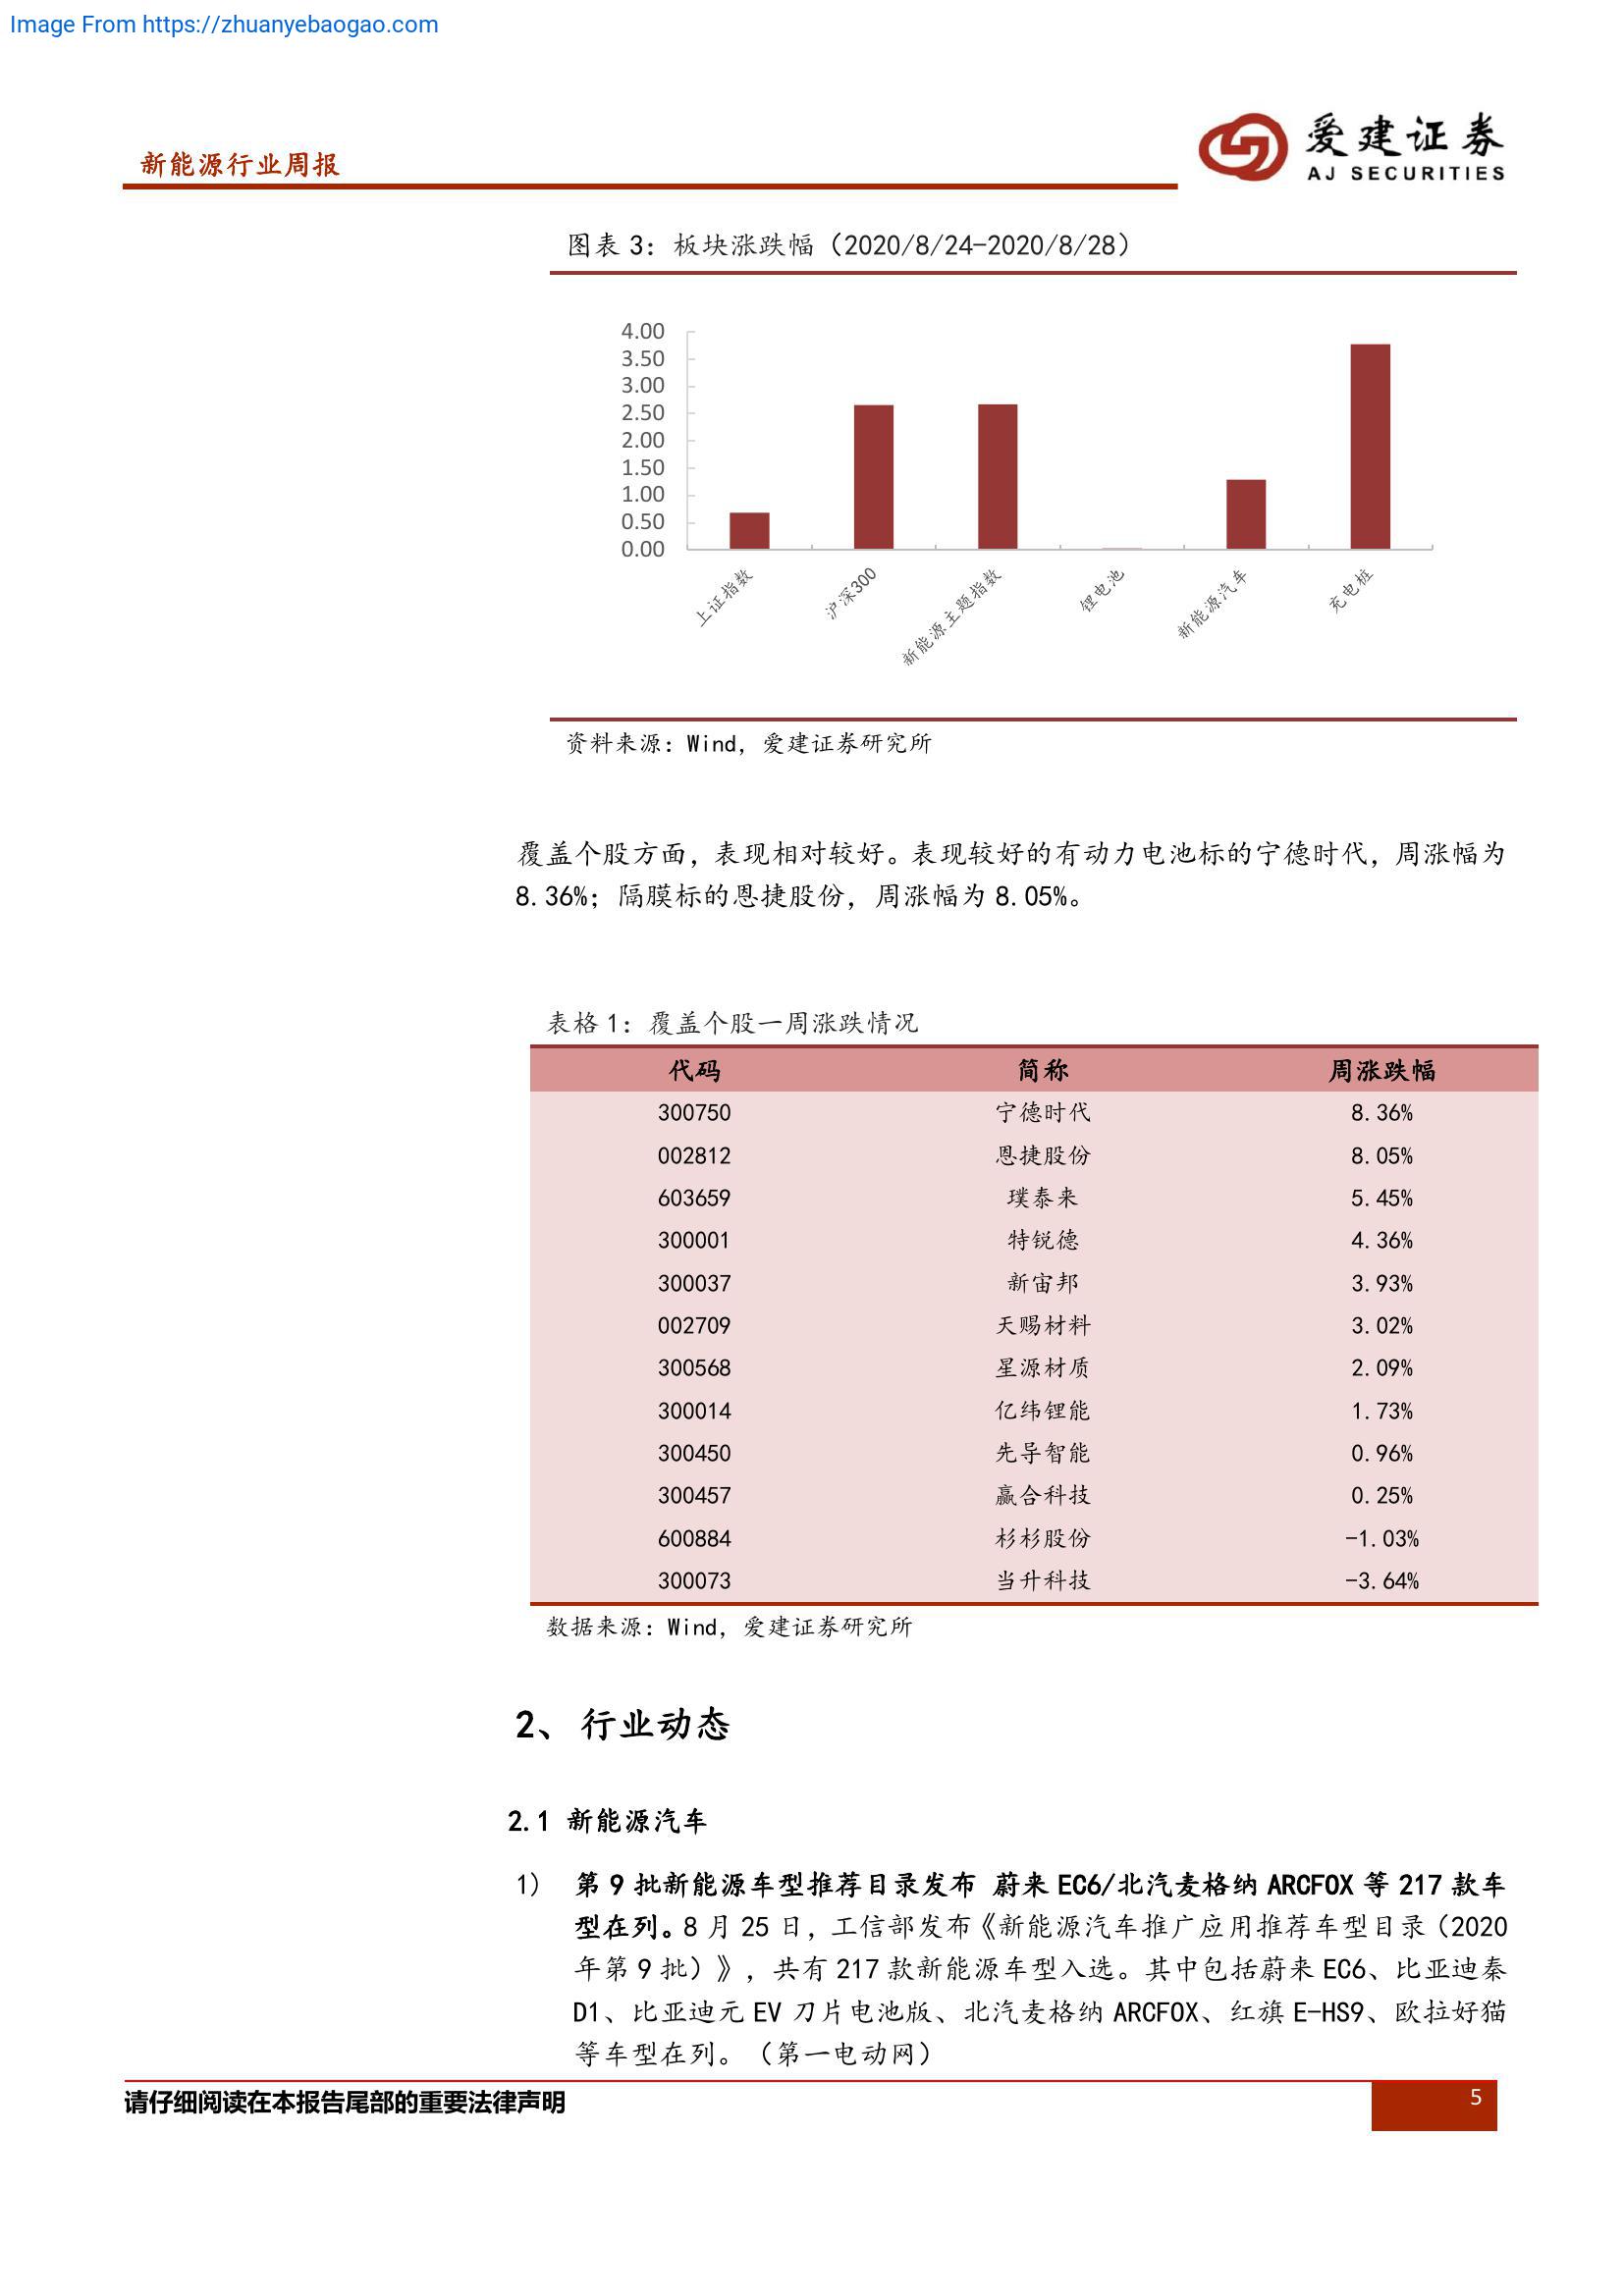 Image From https://zhuanyebaogao.com
新能源行业周报
爱建证券
AJ SECURITIES
图表 3：板块涨跌幅（2020/8/24-2020/8/28）
4.00
3.50
3.00
2.50
2.00
1.50
1.00
0.50
0.00
上证指数
沪深300
新能源主题指数
锂电池
新能源汽车
充电桩
资料来源：Wind，爱建证券研究所
覆盖个股方面，表现相对较好。表现较好的有动力电池标的宁德时代，周涨幅为
8.36%；隔膜标的恩捷股份，周涨幅为 8.05%。
表格 1：覆盖个股一周涨跌情况
代码 简称 周涨跌幅
300750 宁德时代 8.36%
002812 恩捷股份 8.05%
603659 璞泰来 5.45%
300001 特锐德 4.36%
300037 新宙邦 3.93%
002709 天赐材料 3.02%
300568 星源材质 2.09%
300014 亿纬锂能 1.73%
300450 先导智能 0.96%
300457 赢合科技 0.25%
600884 杉杉股份 -1.03%
300073 当升科技 -3.64%
数据来源：Wind，爱建证券研究所
2、 行业动态
2.1 新能源汽车
1） 第 9 批新能源车型推荐目录发布 蔚来 EC6/北汽麦格纳 ARCFOX 等 217 款车
型在列。8 月 25 日，工信部发布《新能源汽车推广应用推荐车型目录（2020
年第 9 批）》，共有 217 款新能源车型入选。其中包括蔚来 EC6、比亚迪秦
D1、比亚迪元 EV 刀片电池版、北汽麦格纳 ARCFOX、红旗 E-HS9、欧拉好猫
等车型在列。（第一电动网）
请仔细阅读在本报告尾部的重要法律声明
5